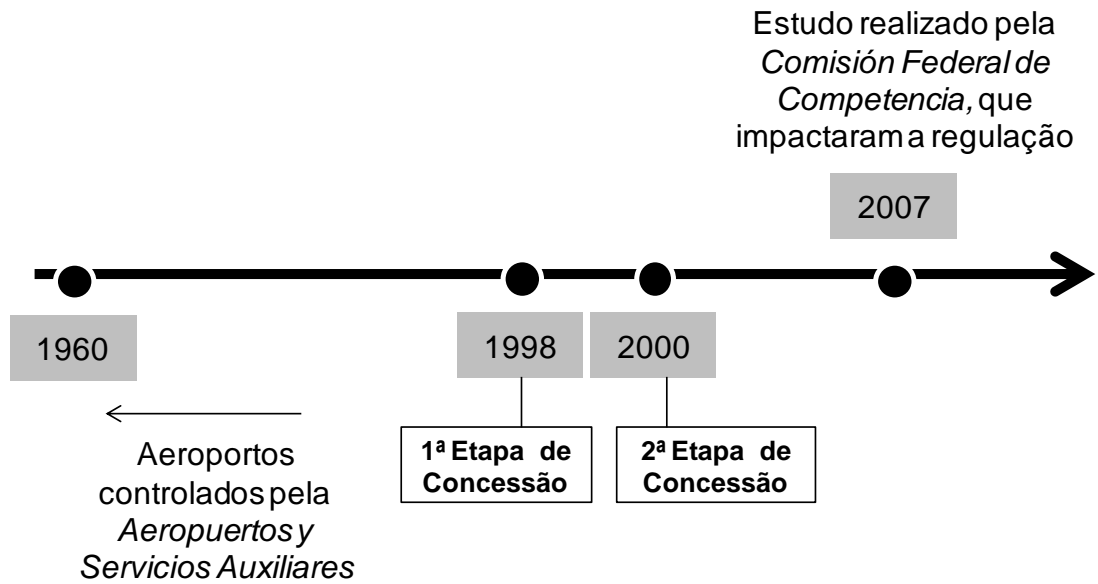 Estudo realizado pela
Comisión Federal de
Competencia, que
impactaram a regulação
2007
1960
1998
2000
Aeroportos
controlados pela
Aeropuertos y
Servicios Auxiliares
1ª Etapa de
Concessão
2ª Etapa de
Concessão